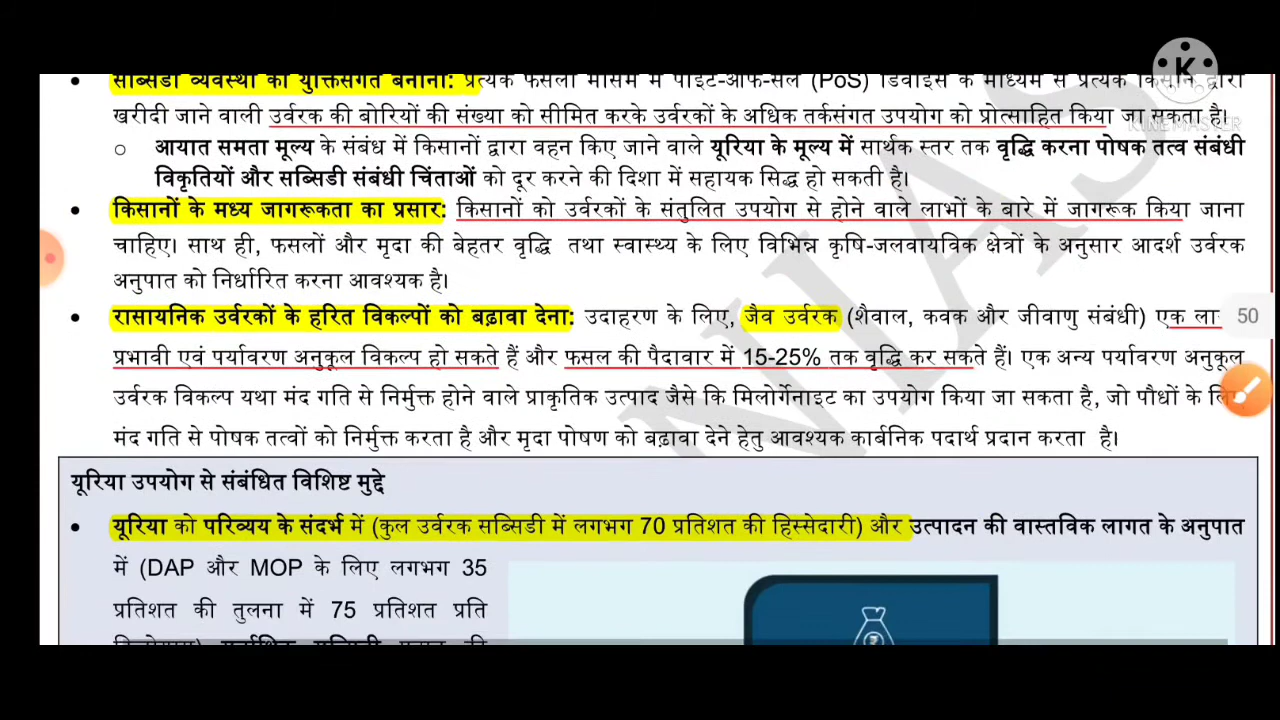 सब्सिडी व्यवस्था को युक्तिसंगत बनाना: प्रत्येक फसली मौसम में पॉइंट-ऑफ-सेल (PoS) डिवाइस के माध्यम से प्रत्येक किसान द्वारा
खरीदी जाने वाली उर्वरक की बोरियों की संख्या को सीमित करके उर्वरकों के अधिक तर्कसंगत उपयोग को प्रोत्साहित किया जा सकता है।
KINEMASTER
आयात समता मूल्य के संबंध में किसानों द्वारा वहन किए जाने वाले यूरिया के मूल्य में सार्थक स्तर तक वृद्धि करना पोषक तत्व संबंधी
विकृतियों और सब्सिडी संबंधी चिंताओं को दूर करने की दिशा में सहायक सिद्ध हो सकती है।
किसानों के मध्य जागरूकता का प्रसार: किसानों को उर्वरकों के संतुलित उपयोग से होने वाले लाभों के बारे में जागरूक किया जाना
चाहिए। साथ ही, फसलों और मृदा की बेहतर वृद्धि तथा स्वास्थ्य के लिए विभिन्न कृषि-जलवायविक क्षेत्रों के अनुसार आदर्श उर्वरक
अनुपात को निर्धारित करना आवश्यक है।
रासायनिक उर्वरकों के हरित विकल्पों को बढ़ावा देना: उदाहरण के लिए, जैव उर्वरक (शैवाल, कवक और जीवाणु संबंधी) एक ला 50
प्रभावी एवं पर्यावरण अनुकूल विकल्प हो सकते हैं और फसल की पैदावार में 15-25% तक वृद्धि कर सकते हैं। एक अन्य पर्यावरण अनुकूल
उर्वरक विकल्प यथा मंद गति से निर्मुक्त होने वाले प्राकृतिक उत्पाद जैसे कि मिलोर्गेनाइट का उपयोग किया जा सकता है, जो पौधों के
मंद गति से पोषक तत्वों को निर्मुक्त करता है और मृदा पोषण को बढ़ावा देने हेतु आवश्यक कार्बनिक पदार्थ प्रदान करता है।
यूरिया उपयोग से संबंधित विशिष्ट मुद्दे
यूरिया को परिव्यय के संदर्भ में (कुल उर्वरक सब्सिडी में लगभग 70 प्रतिशत की हिस्सेदारी) और उत्पादन की वास्तविक लागत के अनुपात
में (DAP और MOP के लिए लगभग 35
प्रतिशत की तुलना में 75 प्रतिशत प्रति